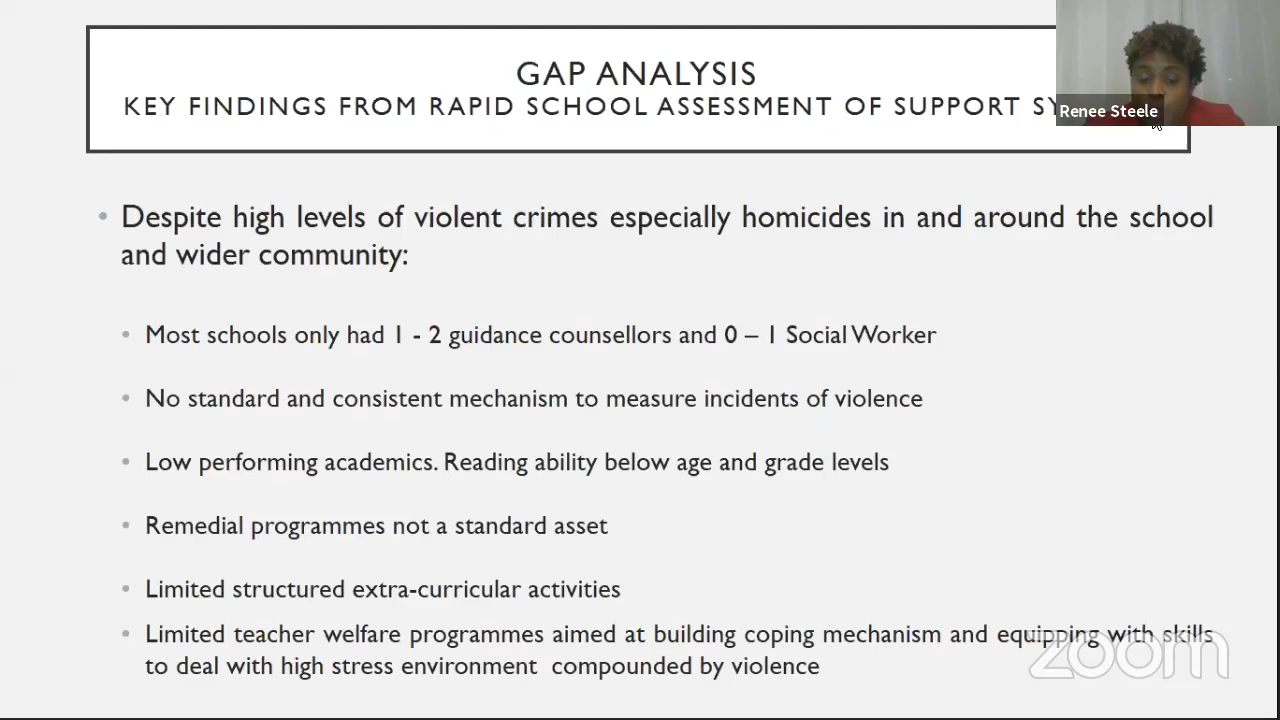 GAP ANALYSIS
KEY FINDINGS FROM RAPID SCHOOL ASSESSMENT OF SUPPORT
Renee Steele
• Despite high levels of violent crimes especially homicides in and around the school
and wider community:
• Most schools only had 1 - 2 guidance counsellors and 0 – 1 Social Worker
• No standard and consistent mechanism to measure incidents of violence
• Low performing academics. Reading ability below age and grade levels
• Remedial programmes not a standard asset
• Limited structured extra-curricular activities
• Limited teacher welfare programmes aimed at building coping mechanism and equipping with skills
to deal with high stress environment compounded by violence
zoom